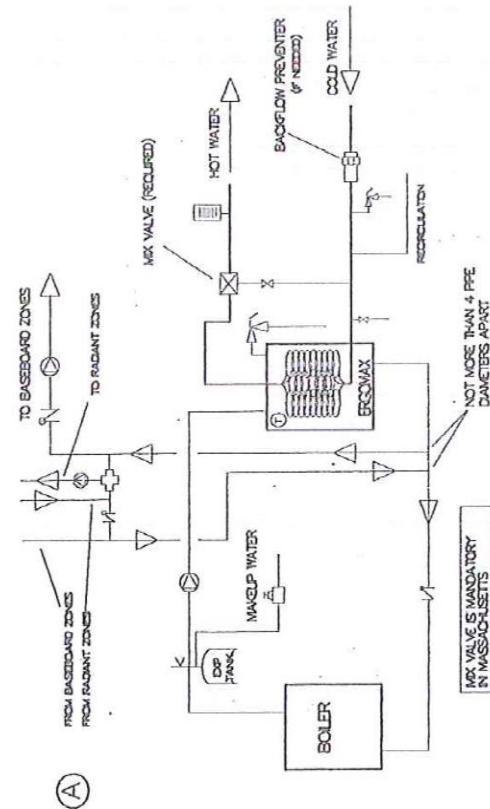 A
FROM BASEBOARD ZONES
FROM RADIANT ZONES
TO BASEBOARD ZONES
TO RADIANT ZONES
EXP
TANK
MAKEUP WATER
BOILER
T
ERGOMAX
MIX VALVE (REQUIRED)
HOT WATER
BACKFLOW PREVENTER
(IF NEEDED)
COLD WATER
RECIRCULATION
NOT MORE THAN 4 PIPE
DIAMETERS APART
MIX VALVE IS MANDATORY
IN MASSACHUSETTS